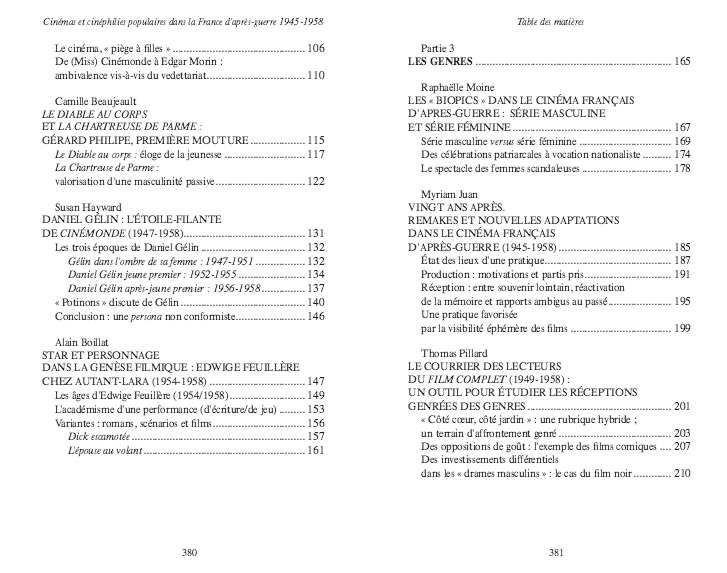 Cinémas et cinéphilies populaires dans la France d'après-guerre 1945-1958
Le cinéma, « piège à filles » ........ 106
De (Miss) Cinémonde à Edgar Morin :
ambivalence vis-à-vis du vedettariat........ 110
Camille Beaujeault
LE DIABLE AU CORPS
ET LA CHARTREUSE DE PARME :
GÉRARD PHILIPE, PREMIÈRE MOUTURE ........ 115
Le Diable au corps : éloge de la jeunesse ........ 117
La Chartreuse de Parme :
valorisation d'une masculinité passive........ 122
Susan Hayward
DANIEL GÉLIN : L'ÉTOILE-FILANTE
DE CINÉMONDE (1947-1958)........ 131
Les trois époques de Daniel Gélin ........ 132
Gélin dans l'ombre de sa femme : 1947-1951 ........ 132
Daniel Gélin jeune premier : 1952-1955 ........ 134
Daniel Gélin après-jeune premier : 1956-1958........ 137
« Potinons » discute de Gélin ........ 140
Conclusion : une persona non conformiste........ 146
Alain Boillat
STAR ET PERSONNAGE
DANS LA GENÈSE FILMIQUE : EDWIGE FEUILLÈRE
CHEZ AUTANT-LARA (1954-1958) ........ 147
Les âges d'Edwige Feuillère (1954/1958)........ 149
L'académisme d'une performance (d'écriture/de jeu) ........ 153
Variantes : romans, scénarios et films........ 156
Dick escamotée ........ 157
L'épouse au volant ........ 161
380
Table des matières
Partie 3
LES GENRES ........ 165
Raphaëlle Moine
LES « BIOPICS » DANS LE CINÉMA FRANÇAIS
D'APRES-GUERRE : SÉRIE MASCULINE
ET SÉRIE FÉMININE ........ 167
Série masculine versus série féminine ........ 169
Des célébrations patriarcales à vocation nationaliste ........ 174
Le spectacle des femmes scandaleuses ........ 178
Myriam Juan
VINGT ANS APRÈS.
REMAKES ET NOUVELLES ADAPTATIONS
DANS LE CINÉMA FRANÇAIS
D'APRÈS-GUERRE (1945-1958) ........ 185
État des lieux d'une pratique........ 187
Production : motivations et partis pris........ 191
Réception : entre souvenir lointain, réactivation
de la mémoire et rapports ambigus au passé........ 195
Une pratique favorisée
par la visibilité éphémère des films ........ 199
Thomas Pillard
LE COURRIER DES LECTEURS
DU FILM COMPLET (1949-1958) :
UN OUTIL POUR ÉTUDIER LES RÉCEPTIONS
GENRÉES DES GENRES ........ 201
« Côté cœur, côté jardin » : une rubrique hybride ;
un terrain d'affrontement genré ........ 203
Des oppositions de goût : l'exemple des films comiques .... 207
Des investissements différentiels
dans les « drames masculins » : le cas du film noir ........ 210
381